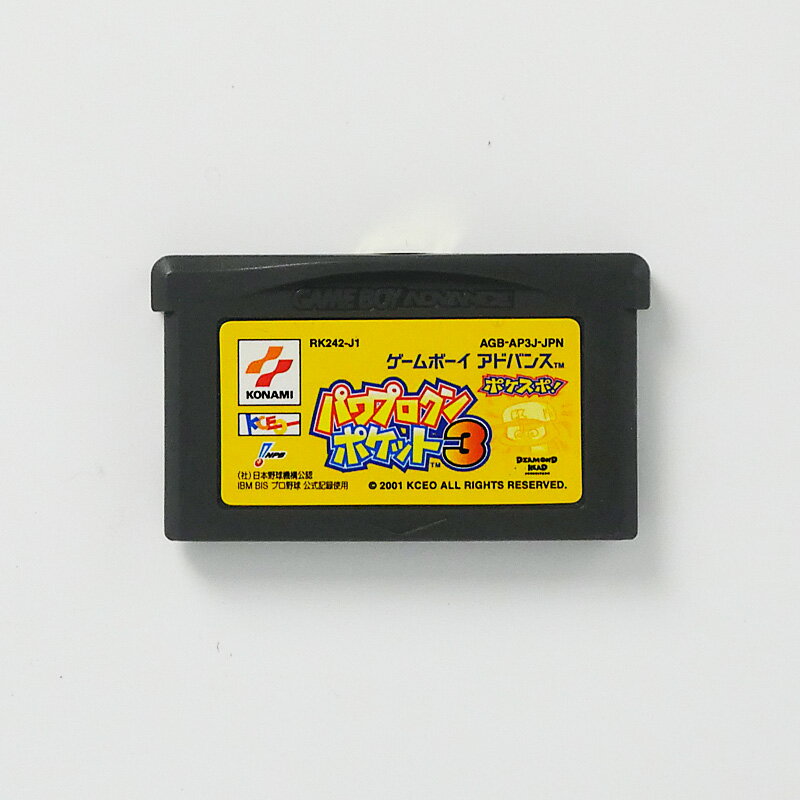 GAME BOY ADVANCE
RK242-J1
AGB-AP3J-JPN
ゲームボーイ アドバンス™
KONAMI
ポケスポ!
パワプロクン
ポケット3™
KCEO
NPB
DIAMOND
HEAD
(社)日本野球機構公認
IBM BIS プロ野球 公式記録使用
© 2001 KCEO ALL RIGHTS RESERVED.